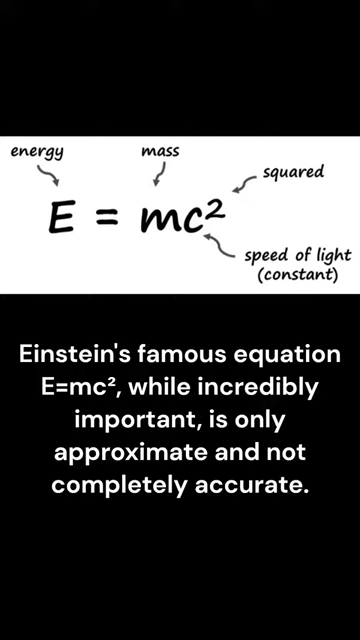 energy
mass
squared
E = mc²
speed of light
(constant)
Einstein's famous equation
E=mc², while incredibly
important, is only
approximate and not
completely accurate.